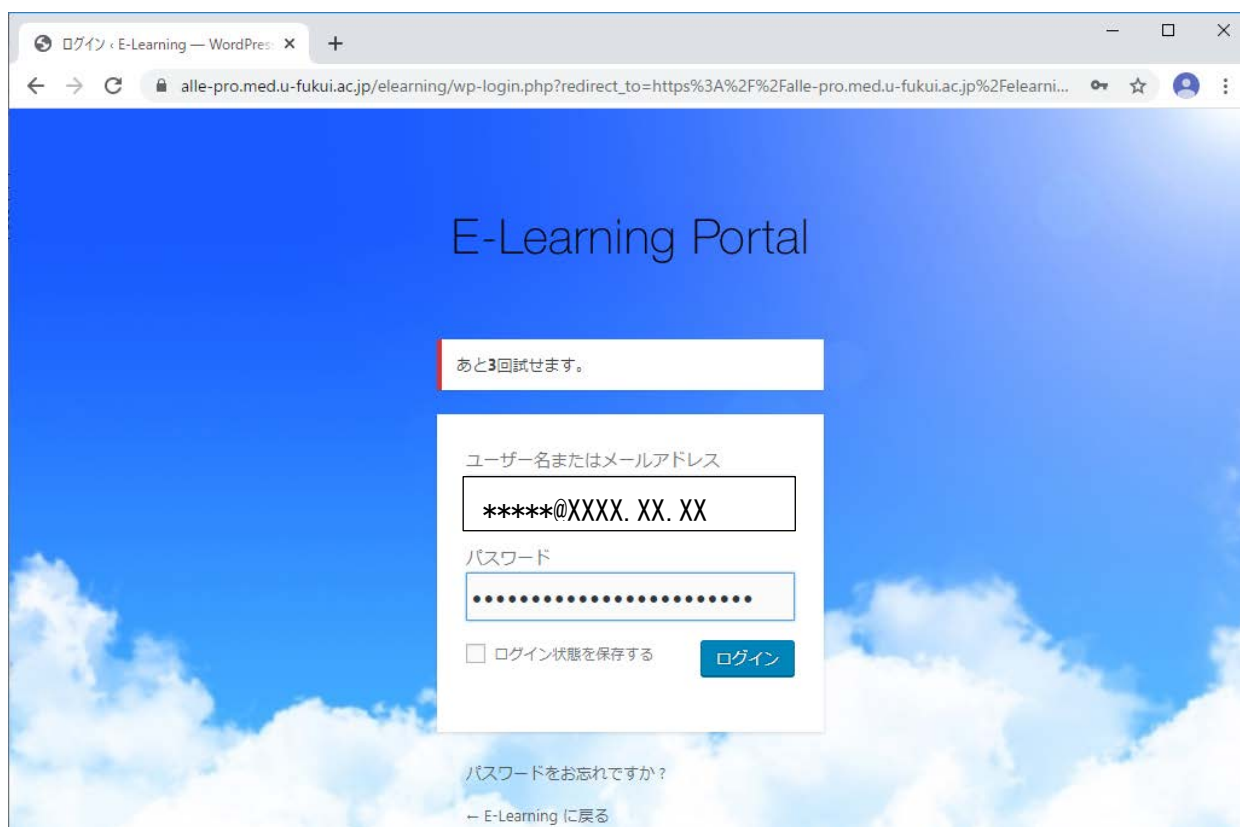 ログイン ‹ E-Learning — WordPres
alle-pro.med.u-fukui.ac.jp/elearning/wp-login.php?redirect_to=https%3A%2F%2Falle-pro.med.u-fukui.ac.jp%2Felearni...
E-Learning Portal
あと3回試せます。
ユーザー名またはメールアドレス
*****@XXXX. XX. XX
パスワード
••••••••••••••••••••••••
ログイン状態を保存する
ログイン
パスワードをお忘れですか ?
← E-Learning に戻る